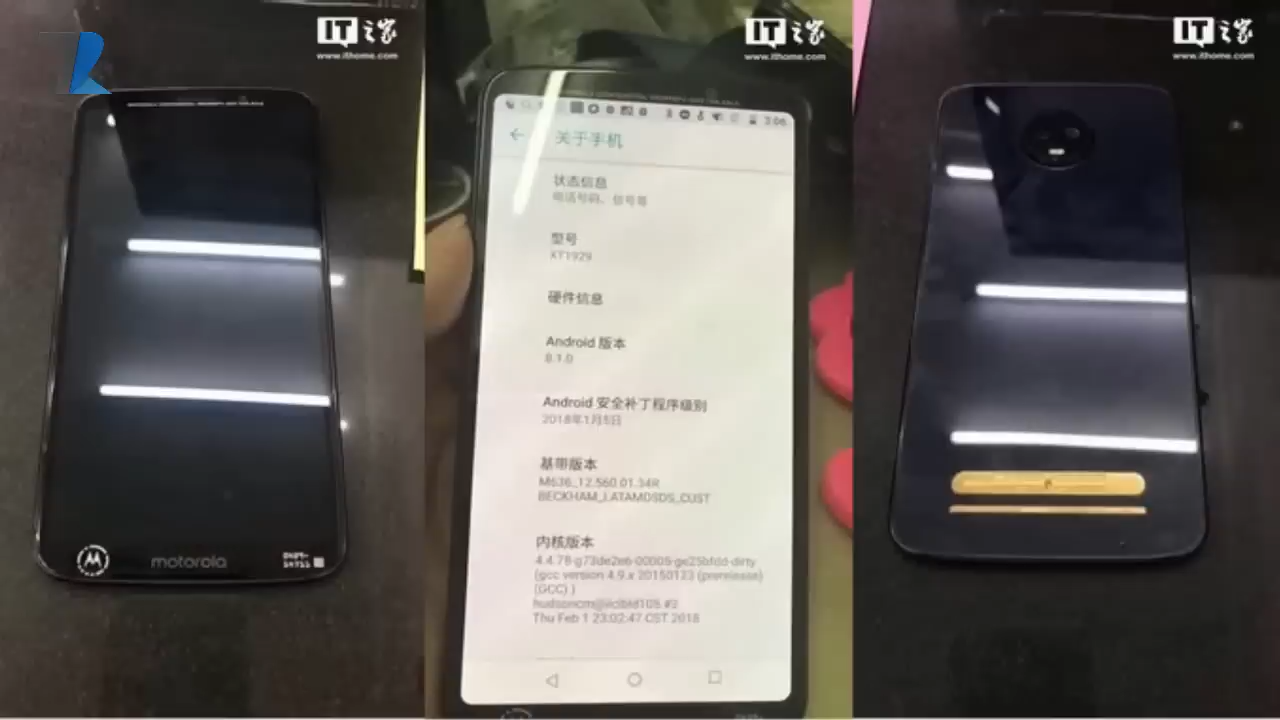 IT之家
www.ithome.com
motorola
IT之家
www.ithome.com
3:06
关于手机
状态信息
电话号码、信号等
型号
XT1929
硬件信息
Android 版本
8.1.0
Android 安全补丁程序级别
2018年1月5日
基带版本
M636_12.560.01.34R
BECKHAM_LATAMDSDS_CUST
内核版本
4.4.78-g73de2e6-00005-ge25bfdd-dirty
(gcc version 4.9.x 20150123 (prerelease)
(GCC) )
#2
Thu Feb 1 23:02:47 CST 2018
IT之家
www.ithome.com